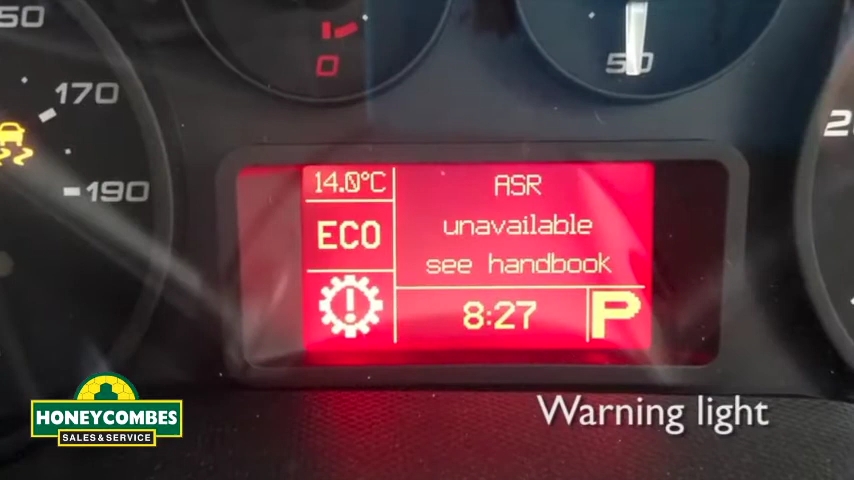 50
170
190
0
50
2
14.0°C
ASR
ECO
unavailable
see handbook
8:27
P
Warning light
HONEYCOMBES
SALES & SERVICE